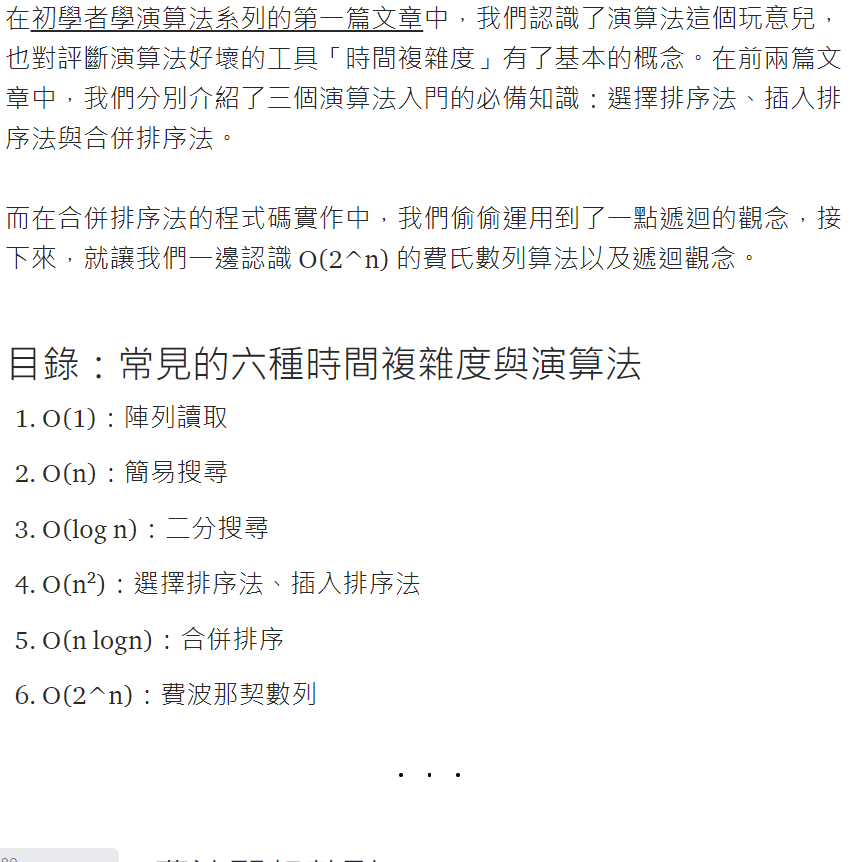 在初學者學演算法系列的第一篇文章中，我們認識了演算法這個玩意兒，
也對評斷演算法好壞的工具「時間複雜度」有了基本的概念。在前兩篇文
章中，我們分別介紹了三個演算法入門的必備知識：選擇排序法、插入排
序法與合併排序法。
而在合併排序法的程式碼實作中，我們偷偷運用到了一點遞迴的觀念，接
下來，就讓我們一邊認識 O(2^n) 的費氏數列算法以及遞迴觀念。
目錄：常見的六種時間複雜度與演算法
1. O(1)：陣列讀取
2. O(n)：簡易搜尋
3. O(log n)：二分搜尋
4. O(n²)：選擇排序法、插入排序法
5. O(n logn)：合併排序
6. O(2^n)：費波那契數列
. . .